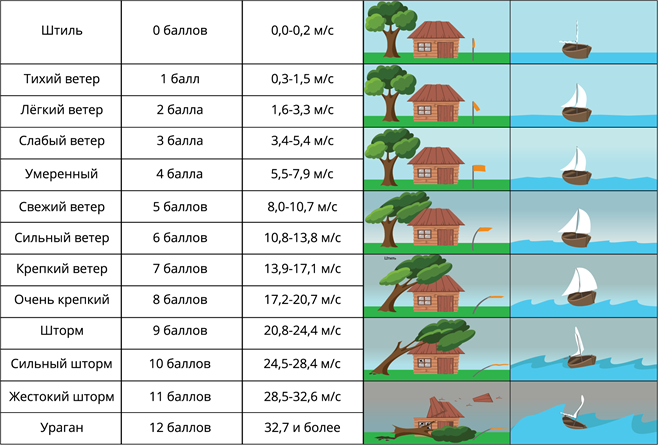 Штиль 0 баллов 0,0-0,2 м/с
Тихий ветер 1 балл 0,3-1,5 м/с
Лёгкий ветер 2 балла 1,6-3,3 м/с
Слабый ветер 3 балла 3,4-5,4 м/с
Умеренный 4 балла 5,5-7,9 м/с
Свежий ветер 5 баллов 8,0-10,7 м/с
Сильный ветер 6 баллов 10,8-13,8 м/с
Штиль
Крепкий ветер 7 баллов 13,9-17,1 м/с
Очень крепкий 8 баллов 17,2-20,7 м/с
Шторм 9 баллов 20,8-24,4 м/с
Сильный шторм 10 баллов 24,5-28,4 м/с
Жестокий шторм 11 баллов 28,5-32,6 м/с
Ураган 12 баллов 32,7 и более